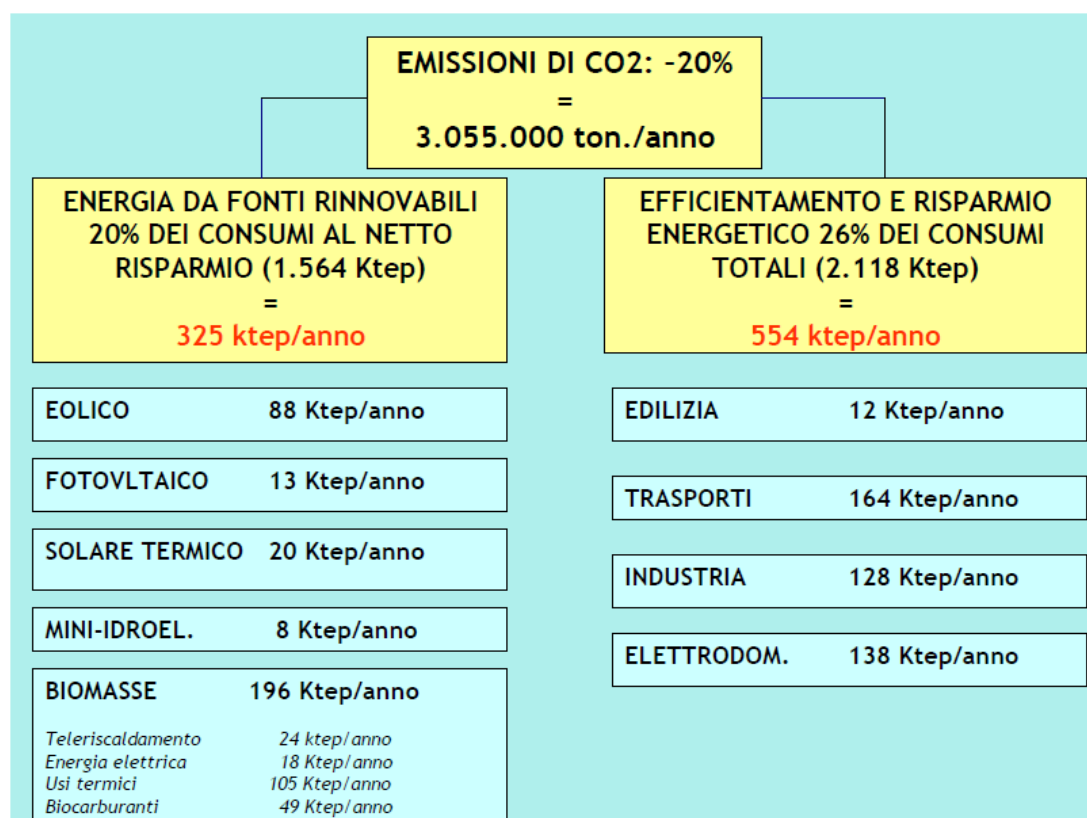 EMISSIONI DI CO2: -20%
=
3.055.000 ton./anno
ENERGIA DA FONTI RINNOVABILI
20% DEI CONSUMI AL NETTO
RISPARMIO (1.564 Ktep)
=
325 ktep/anno
EOLICO 88 Ktep/anno
FOTOVLTAICO 13 Ktep/anno
SOLARE TERMICO 20 Ktep/anno
MINI-IDROEL. 8 Ktep/anno
BIOMASSE 196 Ktep/anno
Teleriscaldamento 24 ktep/anno
Energia elettrica 18 Ktep/anno
Usi termici 105 Ktep/anno
Biocarburanti 49 Ktep/anno
EFFICIENTAMENTO E RISPARMIO
ENERGETICO 26% DEI CONSUMI
TOTALI (2.118 Ktep)
=
554 ktep/anno
EDILIZIA 12 Ktep/anno
TRASPORTI 164 Ktep/anno
INDUSTRIA 128 Ktep/anno
ELETTRODOM. 138 Ktep/anno